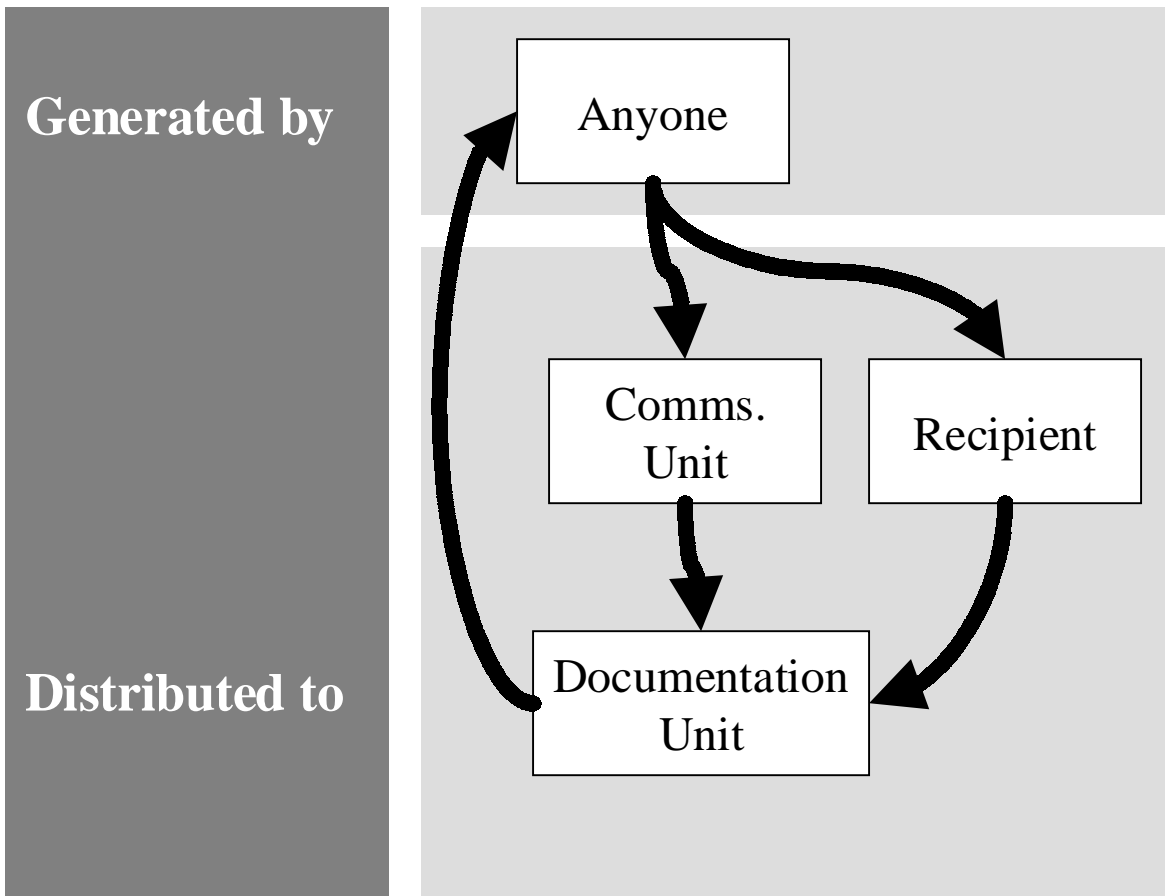 Generated by
Anyone
Comms.
Unit
Recipient
Distributed to
Documentation
Unit